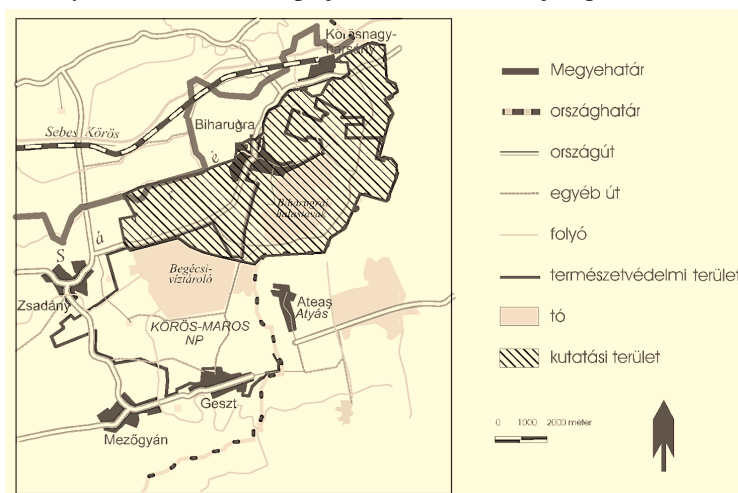 Körösnagy-
harsány
Biharugra
Sebes Körös
é
r
Biharugrai-
halastavak
á
S
Begécsi-
víztároló
Zsadány
Ateaş
Atyás
KÖRÖS-MAROS
NP
Geszt
Mezőgyán
Megyehatár
országhatár
országút
egyéb út
folyó
természetvédelmi terület
tó
kutatási terület
0 1000 2000 méter